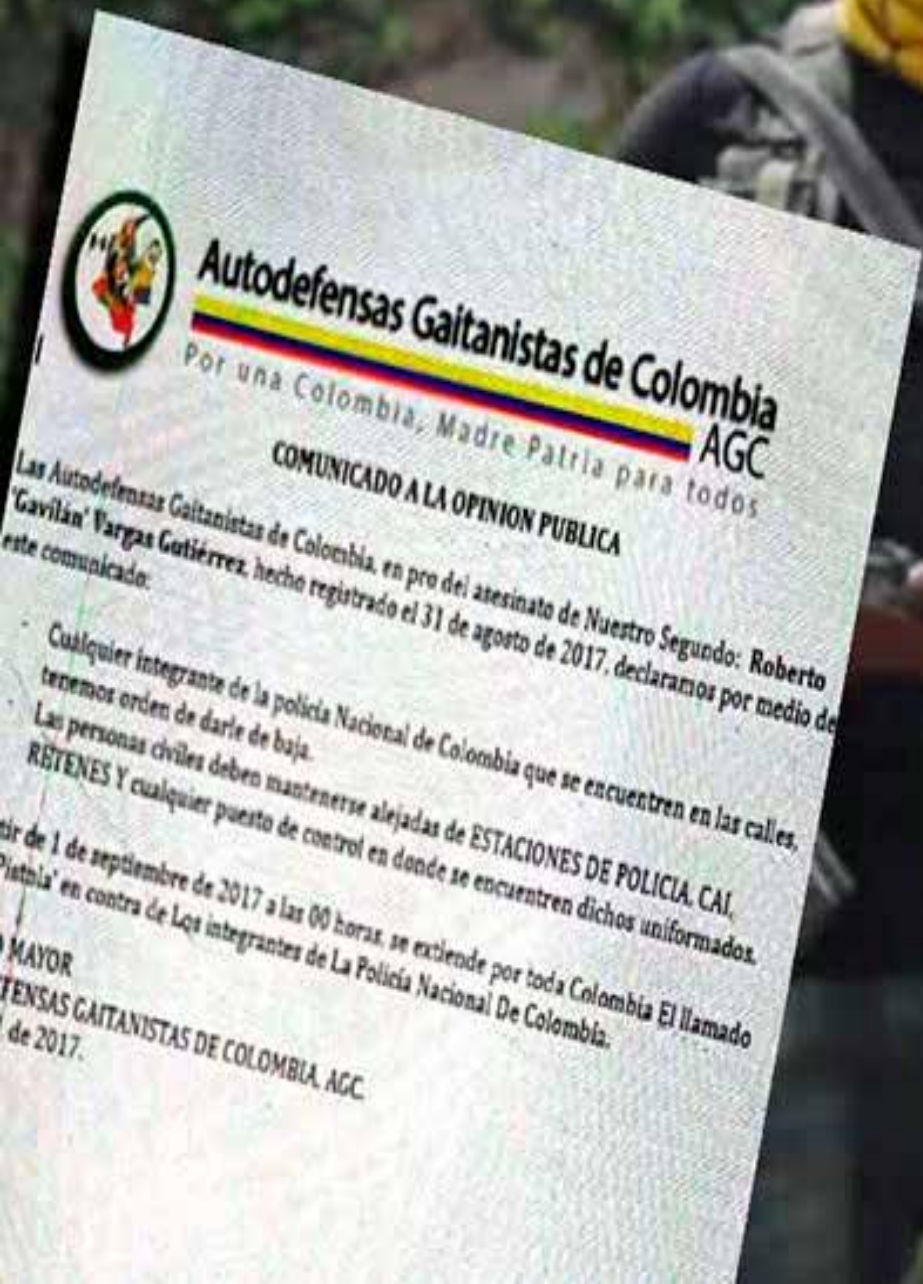 Autodefensas Gaitanistas de Colombia
AGC
Por una Colombia, Madre Patria para todos
COMUNICADO A LA OPINION PUBLICA
Las Autodefensas Gaitanistas de Colombia, en pro del asesinato de Nuestro Segundo: Roberto
'Gavilán' Vargas Gutiérrez, hecho registrado el 31 de agosto de 2017, declaramos por medio de
este comunicado:
Cualquier integrante de la policía Nacional de Colombia que se encuentren en las calles,
tenemos orden de darle de baja.
Las personas civiles deben mantenerse alejadas de ESTACIONES DE POLICIA, CAI,
RETENES Y cualquier puesto de control en donde se encuentren dichos uniformados.
tir de 1 de septiembre de 2017 a las 00 horas, se extiende por toda Colombia El llamado
Pistola' en contra de Los integrantes de La Policía Nacional De Colombia.
MAYOR
FENSAS GAITANISTAS DE COLOMBIA, AGC.
de 2017.